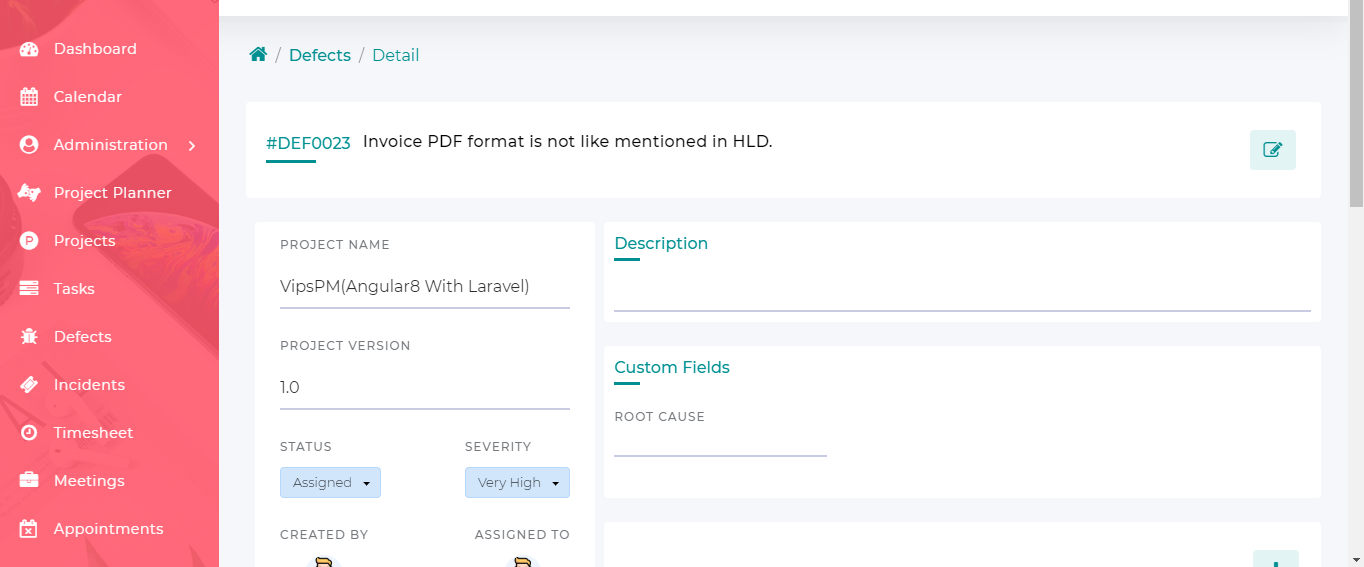 Dashboard
Calendar
Administration
Project Planner
P Projects
Tasks
Defects
Incidents
Timesheet
Meetings
Appointments
/ Defects / Detail
#DEF0023 Invoice PDF format is not like mentioned in HLD.
PROJECT NAME
VipsPM(Angular8 With Laravel)
PROJECT VERSION
1.0
STATUS SEVERITY
Assigned Very High
CREATED BY ASSIGNED TO
Description
Custom Fields
ROOT CAUSE